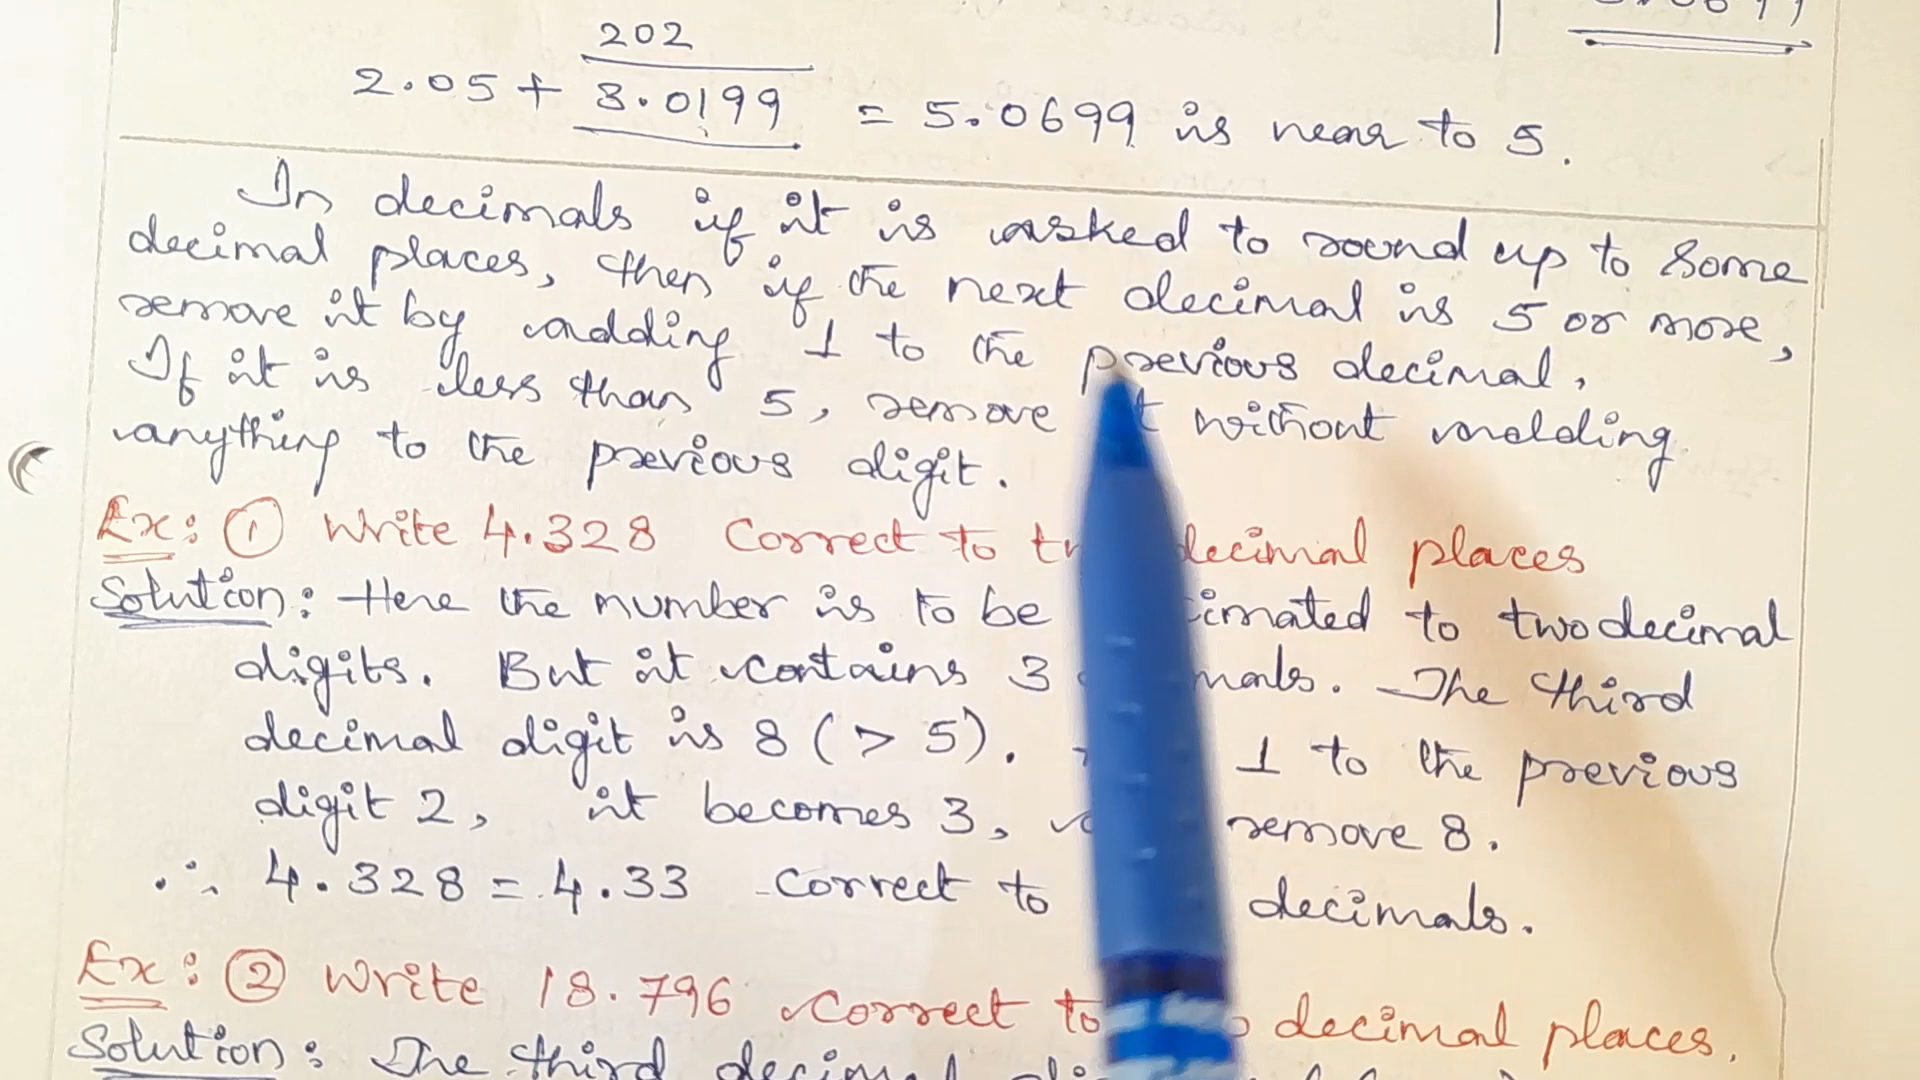 202
2.05 + 3.0199 = 5.0699 is near to 5.
In decimals if it is asked to round up to some
decimal places, then if the next decimal is 5 or more,
remove it by adding 1 to the previous decimal,
If it is less than 5, remove without adding
anything to the previous digit.
Ex: ① Write 4.328 correct to decimal places
Solution: Here the number is to be to two decimal
digits. But it contains 3 The third
decimal digit is 8 (> 5). 1 to the previous
digit 2, it becomes 3, remove 8.
∴ 4.328 = 4.33 correct to decimals.
Ex: ② Write 18.796 correct to decimal places.
Solution: The third